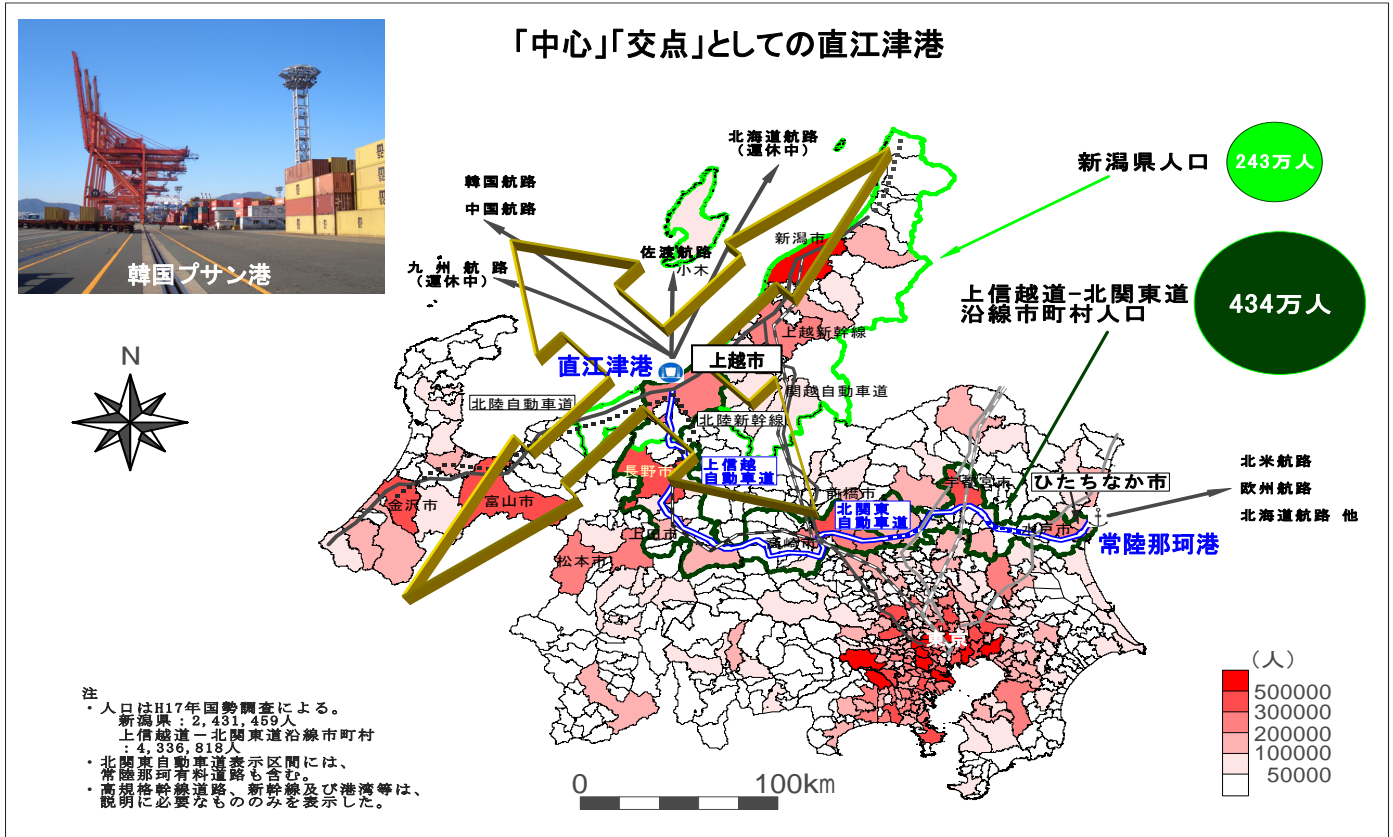 「中心」「交点」としての直江津港
韓国プサン港
北海道航路
（運休中）
韓国航路
中国航路
九州航路
（運休中）
佐渡航路
小木
新潟市
新潟県人口
243万人
上信越道-北関東道
沿線市町村人口
434万人
上越新幹線
直江津港
上越市
関越自動車道
北陸自動車道
北陸新幹線
N
長野市
上信越
自動車道
前橋市
宇都宮市
ひたちなか市
北関東
自動車道
金沢市
富山市
上田市
高崎市
水戸市
常陸那珂港
松本市
北米航路
欧州航路
北海道航路 他
東京
注
・人口はH17年国勢調査による。
新潟県：2,431,459人
上信越道－北関東道沿線市町村
：4,336,818人
・北関東自動車道表示区間には、
常陸那珂有料道路も含む。
・高規格幹線道路、新幹線及び港湾等は、
説明に必要なもののみを表示した。
0 100km
（人）
500000
300000
200000
100000
50000